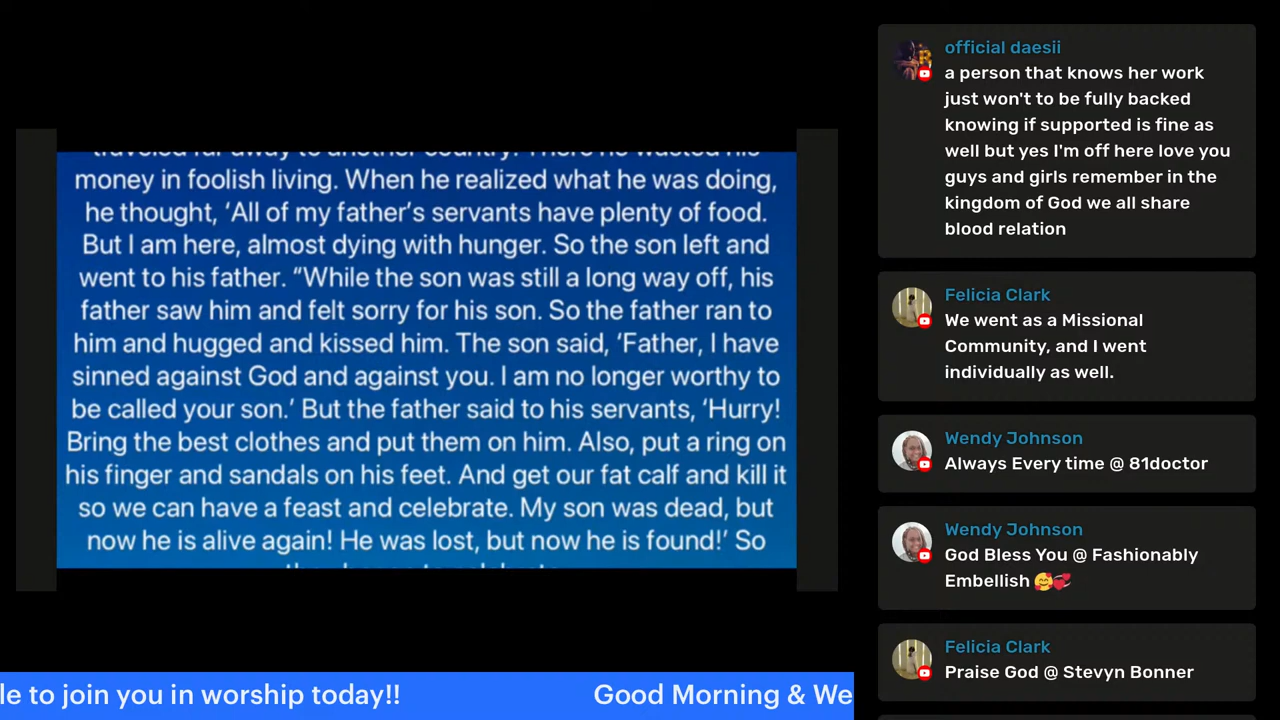 traveled far away to another country. There he wasted his
money in foolish living. When he realized what he was doing,
he thought, ‘All of my father’s servants have plenty of food.
But I am here, almost dying with hunger. So the son left and
went to his father. “While the son was still a long way off, his
father saw him and felt sorry for his son. So the father ran to
him and hugged and kissed him. The son said, ‘Father, I have
sinned against God and against you. I am no longer worthy to
be called your son.’ But the father said to his servants, ‘Hurry!
Bring the best clothes and put them on him. Also, put a ring on
his finger and sandals on his feet. And get our fat calf and kill it
so we can have a feast and celebrate. My son was dead, but
now he is alive again! He was lost, but now he is found!’ So
le to join you in worship today!! Good Morning & We
official daesii
a person that knows her work
just won't to be fully backed
knowing if supported is fine as
well but yes I'm off here love you
guys and girls remember in the
kingdom of God we all share
blood relation
Felicia Clark
We went as a Missional
Community, and I went
individually as well.
Wendy Johnson
Always Every time @ 81doctor
Wendy Johnson
God Bless You @ Fashionably
Embellish 🥰💞
Felicia Clark
Praise God @ Stevyn Bonner